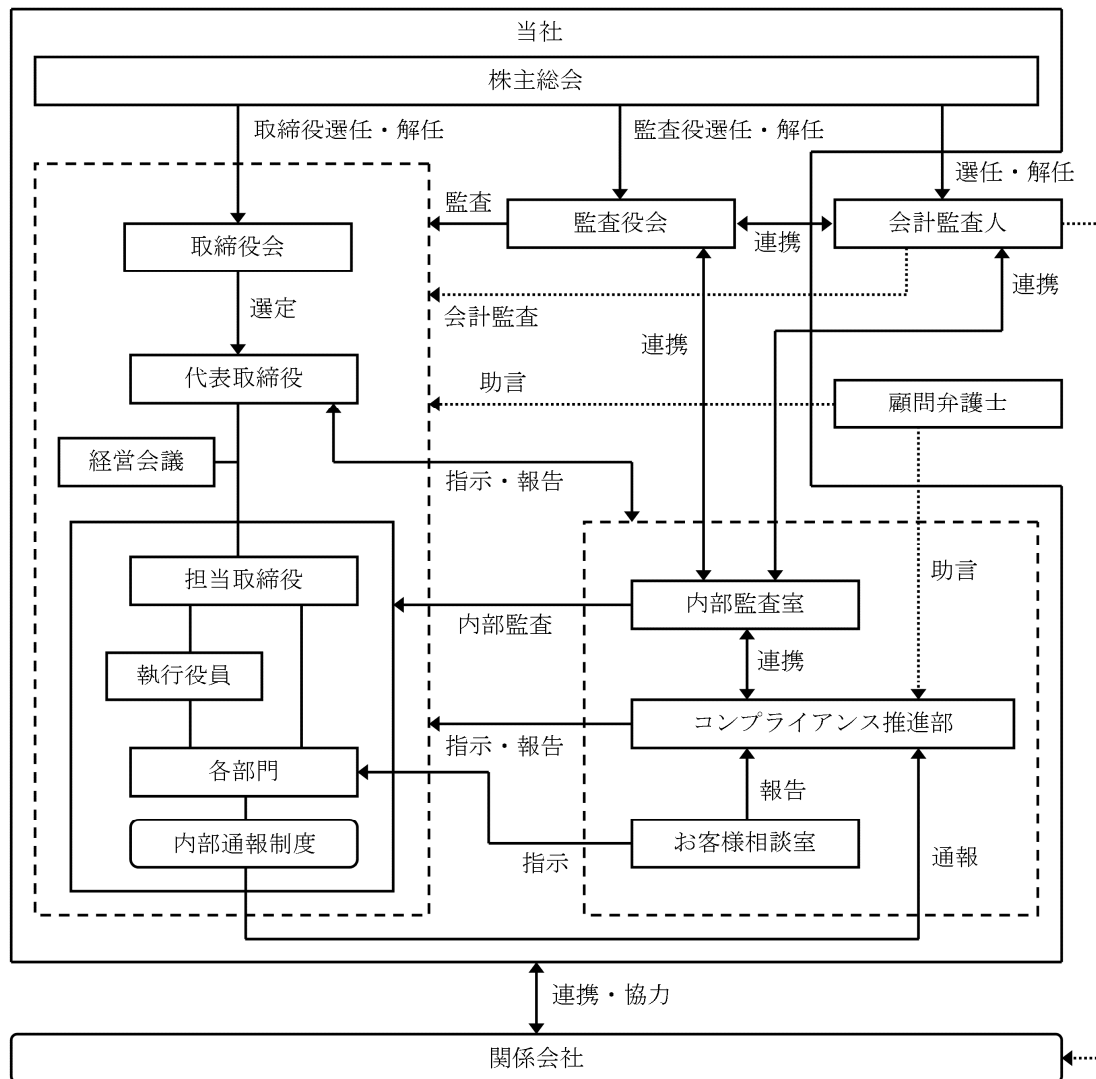 当社
株主総会
取締役選任・解任
監査役選任・解任
選任・解任
監査
取締役会
監査役会
連携
会計監査人
選定
会計監査
連携
連携
代表取締役
助言
顧問弁護士
経営会議
指示・報告
担当取締役
内部監査室
助言
内部監査
執行役員
連携
コンプライアンス推進部
指示・報告
各部門
報告
内部通報制度
お客様相談室
指示
通報
連携・協力
関係会社